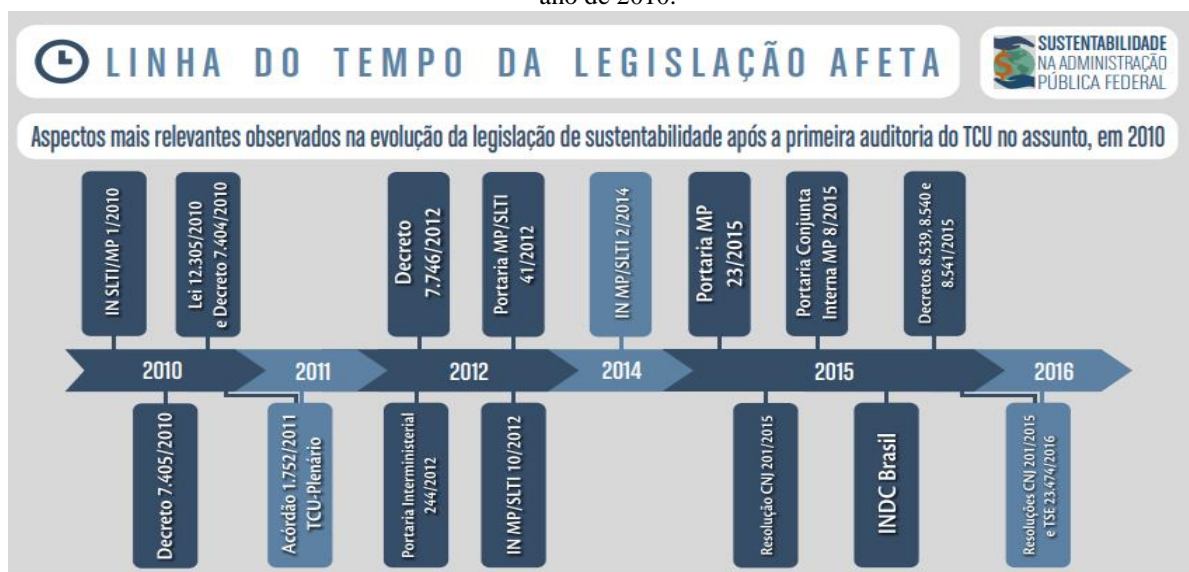 ano de 2010.
LINHA DO TEMPO DA LEGISLAÇÃO AFETA
SUSTENTABILIDADE
NA ADMINISTRAÇÃO
PÚBLICA FEDERAL
Aspectos mais relevantes observados na evolução da legislação de sustentabilidade após a primeira auditoria do TCU no assunto, em 2010
IN SLTI/MP 1/2010
Lei 12.305/2010
e Decreto 7.404/2010
Decreto
7.746/2012
Portaria MP/SLTI
41/2012
IN MP/SLTI 2/2014
Portaria MP
23/2015
Portaria Conjunta
Interna MP 8/2015
Decretos 8.539, 8.540 e
8.541/2015
2010
2011
2012
2014
2015
2016
Decreto 7.405/2010
Acórdão 1.752/2011
TCU-Plenário
Portaria Interministerial
244/2012
IN MP/SLTI 10/2012
Resolução CNJ 201/2015
INDC Brasil
Resoluções CNJ 201/2015
e TSE 23.474/2016